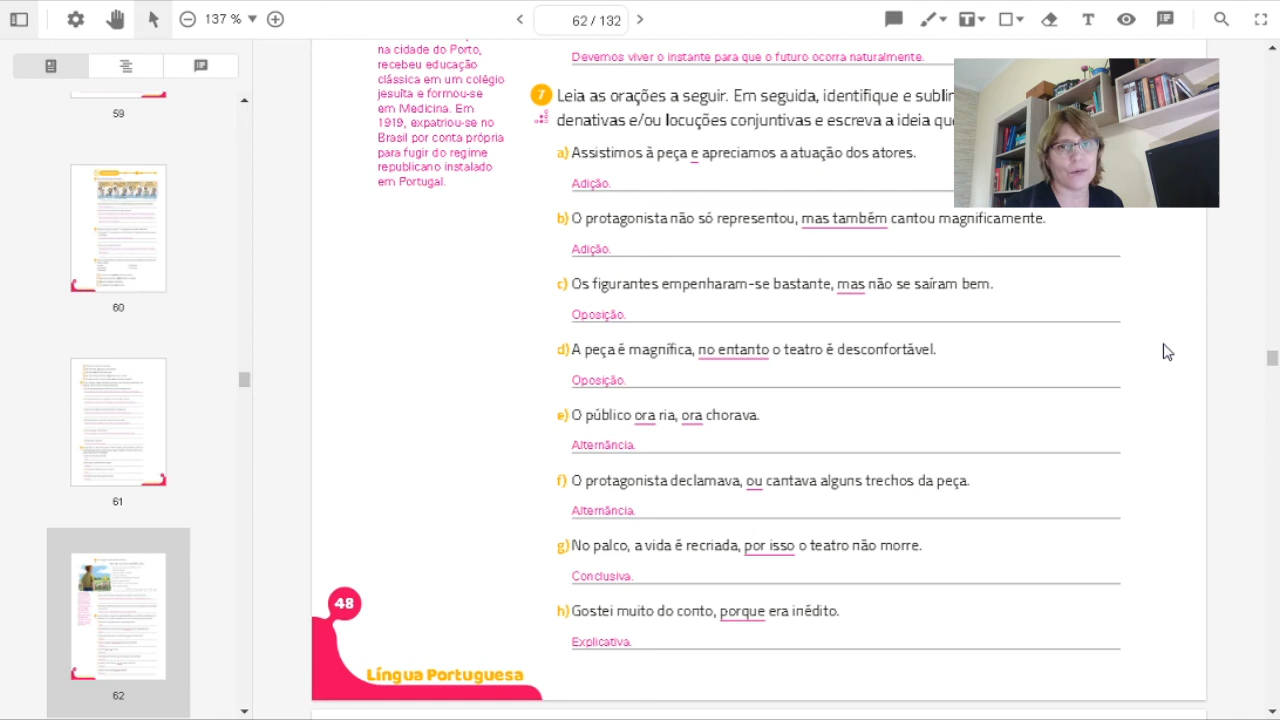 137 %
62 / 132
59
60
61
62
na cidade do Porto,
recebeu educação
clássica em um colégio
jesuíta e formou-se
em Medicina. Em
1919, expatriou-se no
Brasil por conta própria
para fugir do regime
republicano instalado
em Portugal.
Devemos viver o instante para que o futuro ocorra naturalmente.
7 Leia as orações a seguir. Em seguida, identifique e
denativas e/ou locuções conjuntivas e escreva a ideia
a) Assistimos à peça e apreciamos a atuação dos atores.
Adição.
b) O protagonista não só representou, mas também cantou magnificamente.
Adição.
c) Os figurantes empenharam-se bastante, mas não se saíram bem.
Oposição.
d) A peça é magnífica, no entanto o teatro é desconfortável.
Oposição.
e) O público ora ria, ora chorava.
Alternância.
f) O protagonista declamava, ou cantava alguns trechos da peça.
Alternância.
g) No palco, a vida é recriada, por isso o teatro não morre.
Conclusiva.
h) Gostei muito do conto, porque era inédito.
Explicativa.
48
Língua Portuguesa